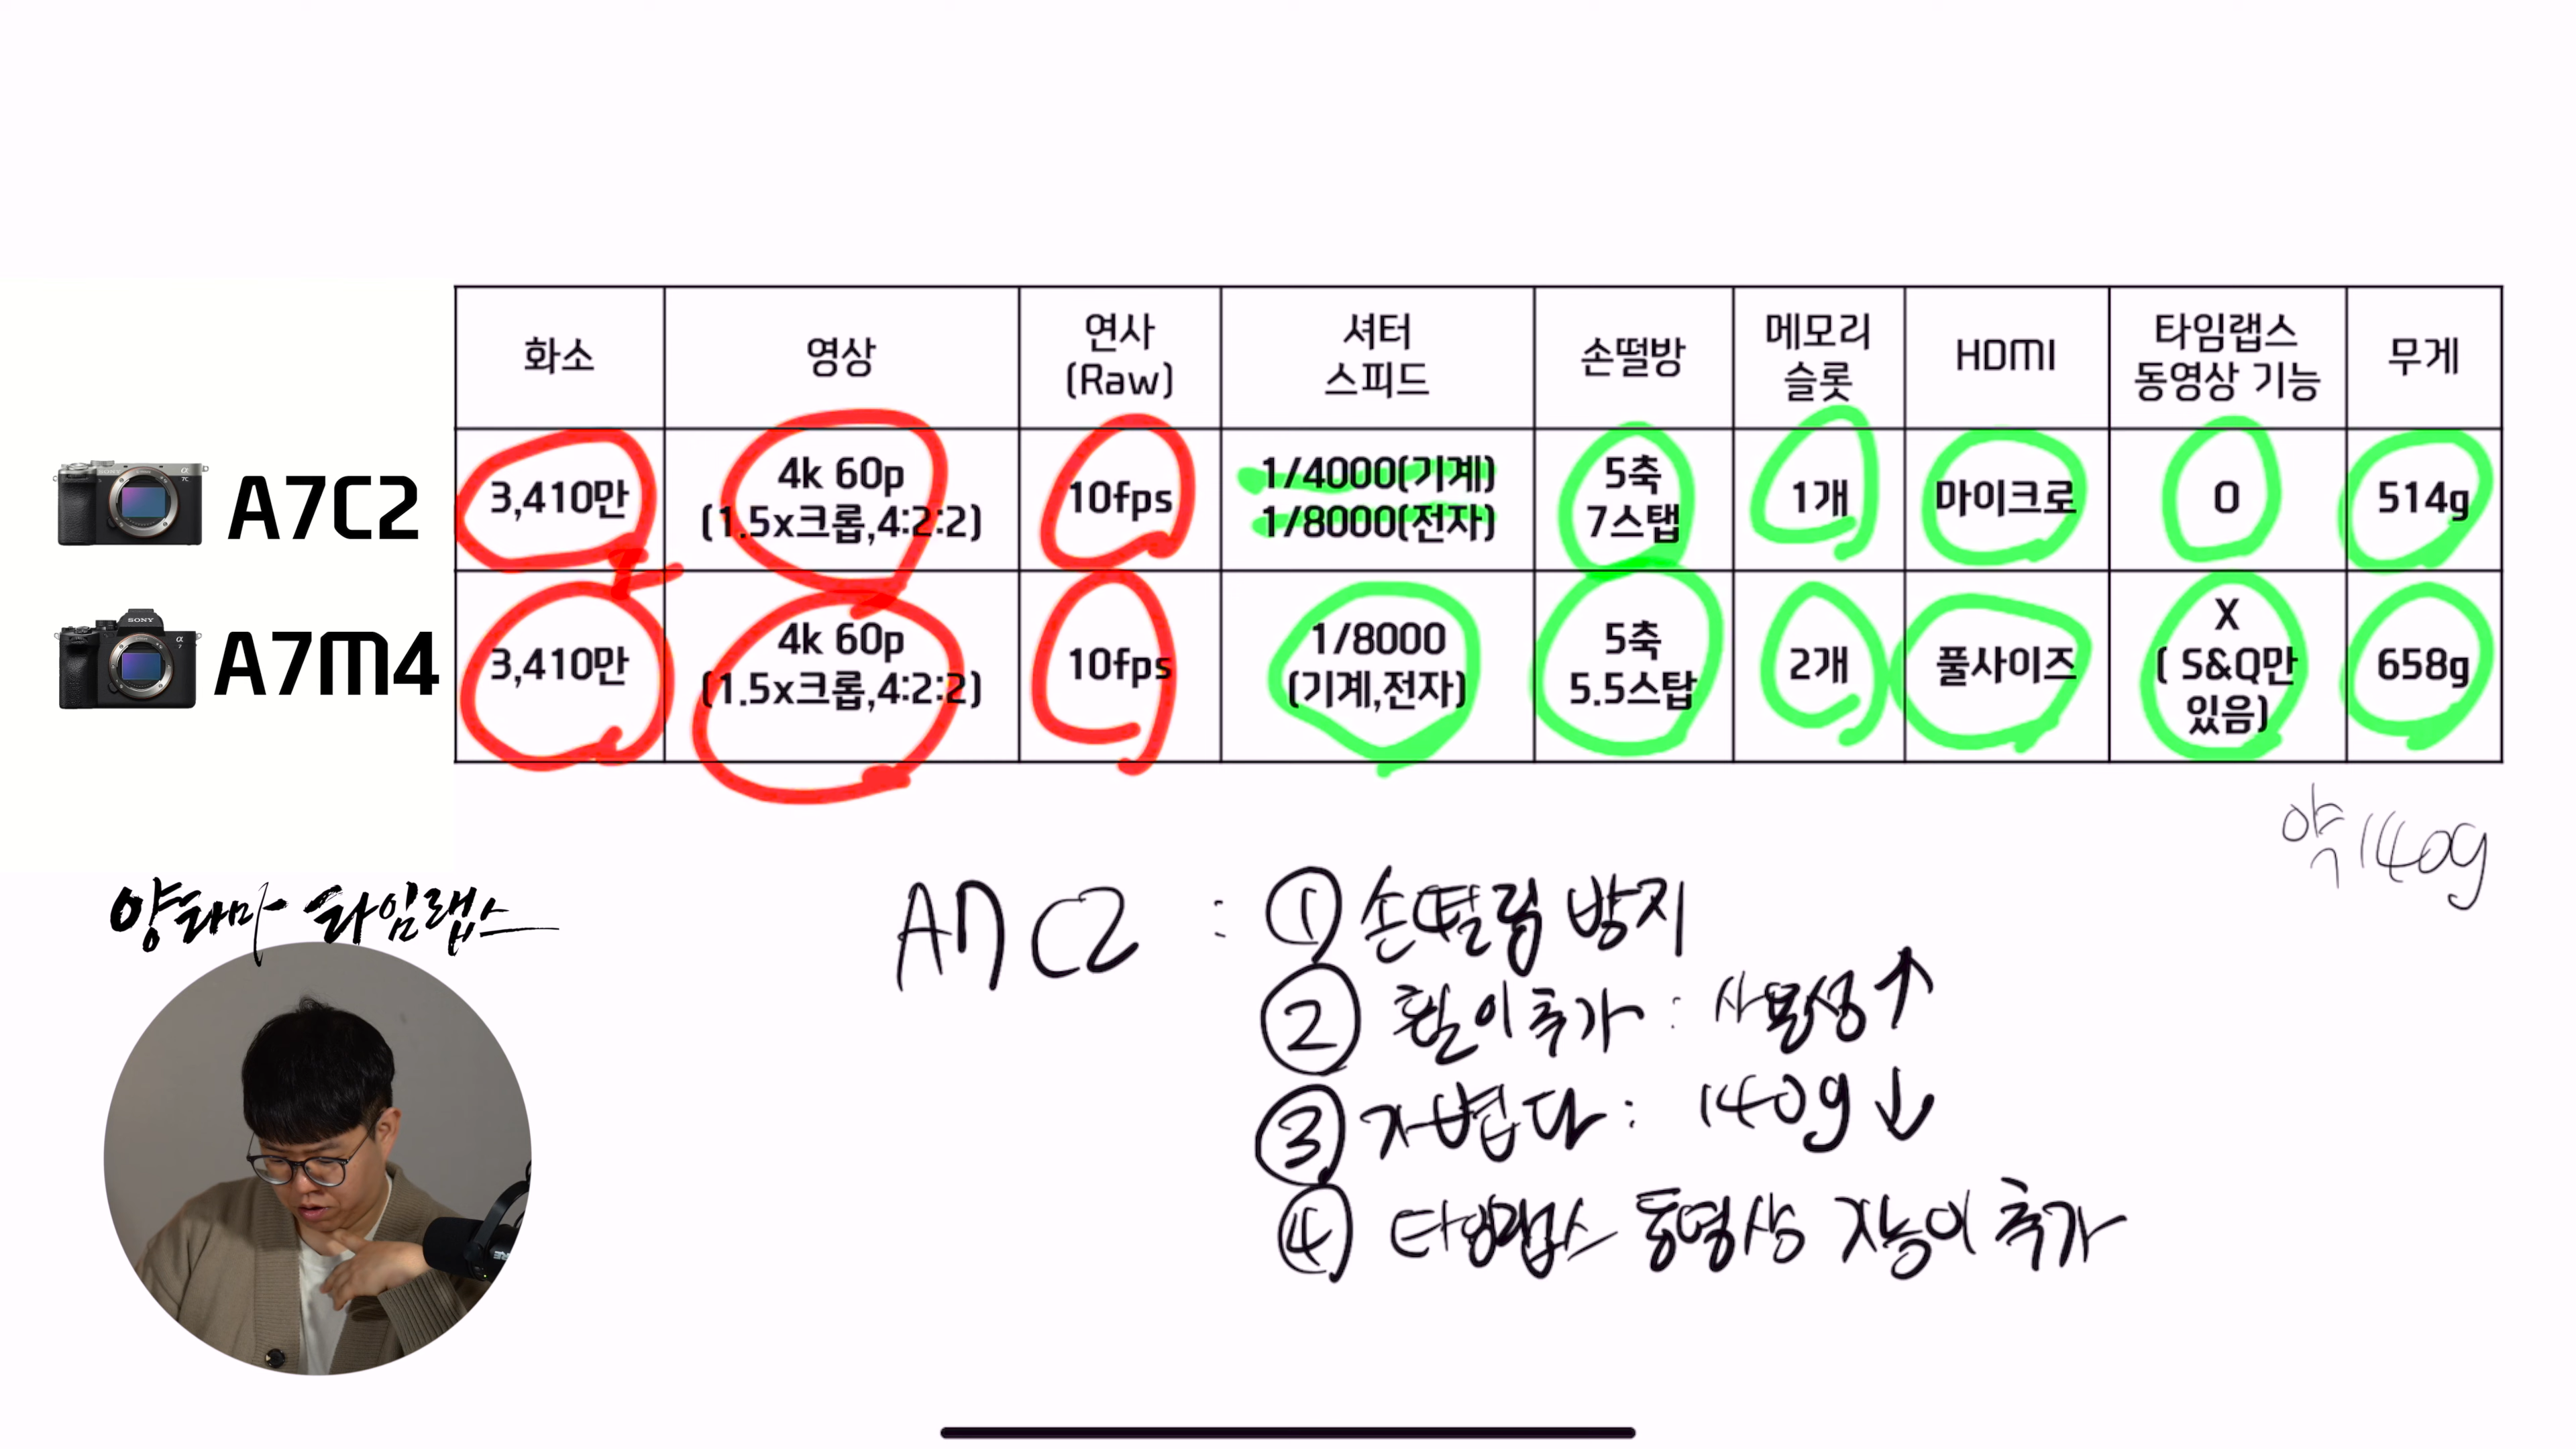 화소
영상
연사
(Raw)
셔터
스피드
손떨방
메모리
슬롯
HDMI
타임랩스
동영상 기능
무게
A7C2
3,410만
4k 60p
(1.5x크롭,4:2:2)
10fps
1/4000(기계)
1/8000(전자)
5축
7스탭
1개
마이크로
O
514g
SONY
A7M4
3,410만
4k 60p
(1.5x크롭,4:2:2)
10fps
1/8000
(기계,전자)
5축
5.5스탑
2개
풀사이즈
X
( S&Q만
있음)
658g
약 140g
양퇴마 타임랩스
A7C2 : ① 손떨림 방지
② 휠이 추가 : 사용성 ↑
③ 가볍다 : 140g ↓
④ 타임랩스 동영상 기능이 추가